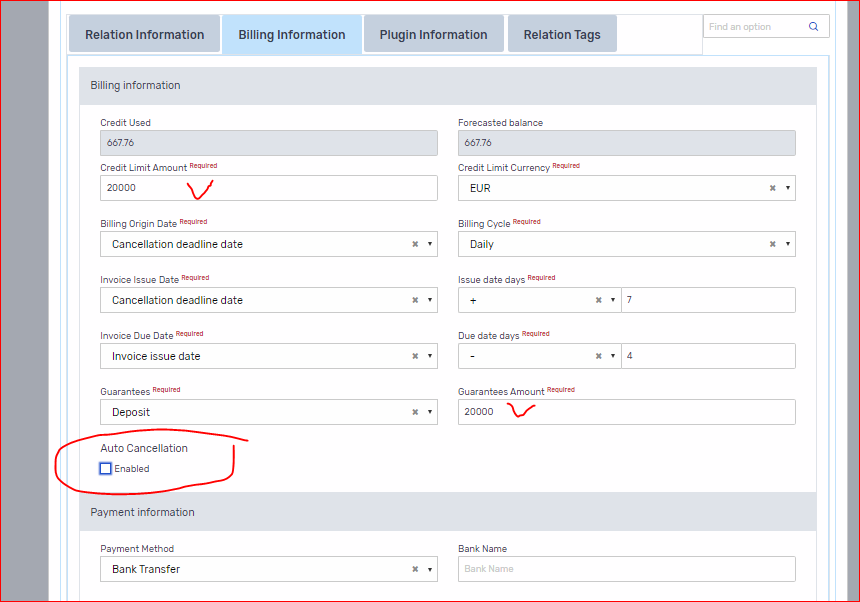 Relation Information Billing Information Plugin Information Relation Tags Find an option
Billing information
Credit Used Forecasted balance
667.76 667.76
Credit Limit Amount Required Credit Limit Currency Required
20000 EUR
Billing Origin Date Required Billing Cycle Required
Cancellation deadline date Daily
Invoice Issue Date Required Issue date days Required
Cancellation deadline date + 7
Invoice Due Date Required Due date days Required
Invoice issue date - 4
Guarantees Required Guarantees Amount Required
Deposit 20000
Auto Cancellation
Enabled
Payment information
Payment Method Bank Name
Bank Transfer Bank Name